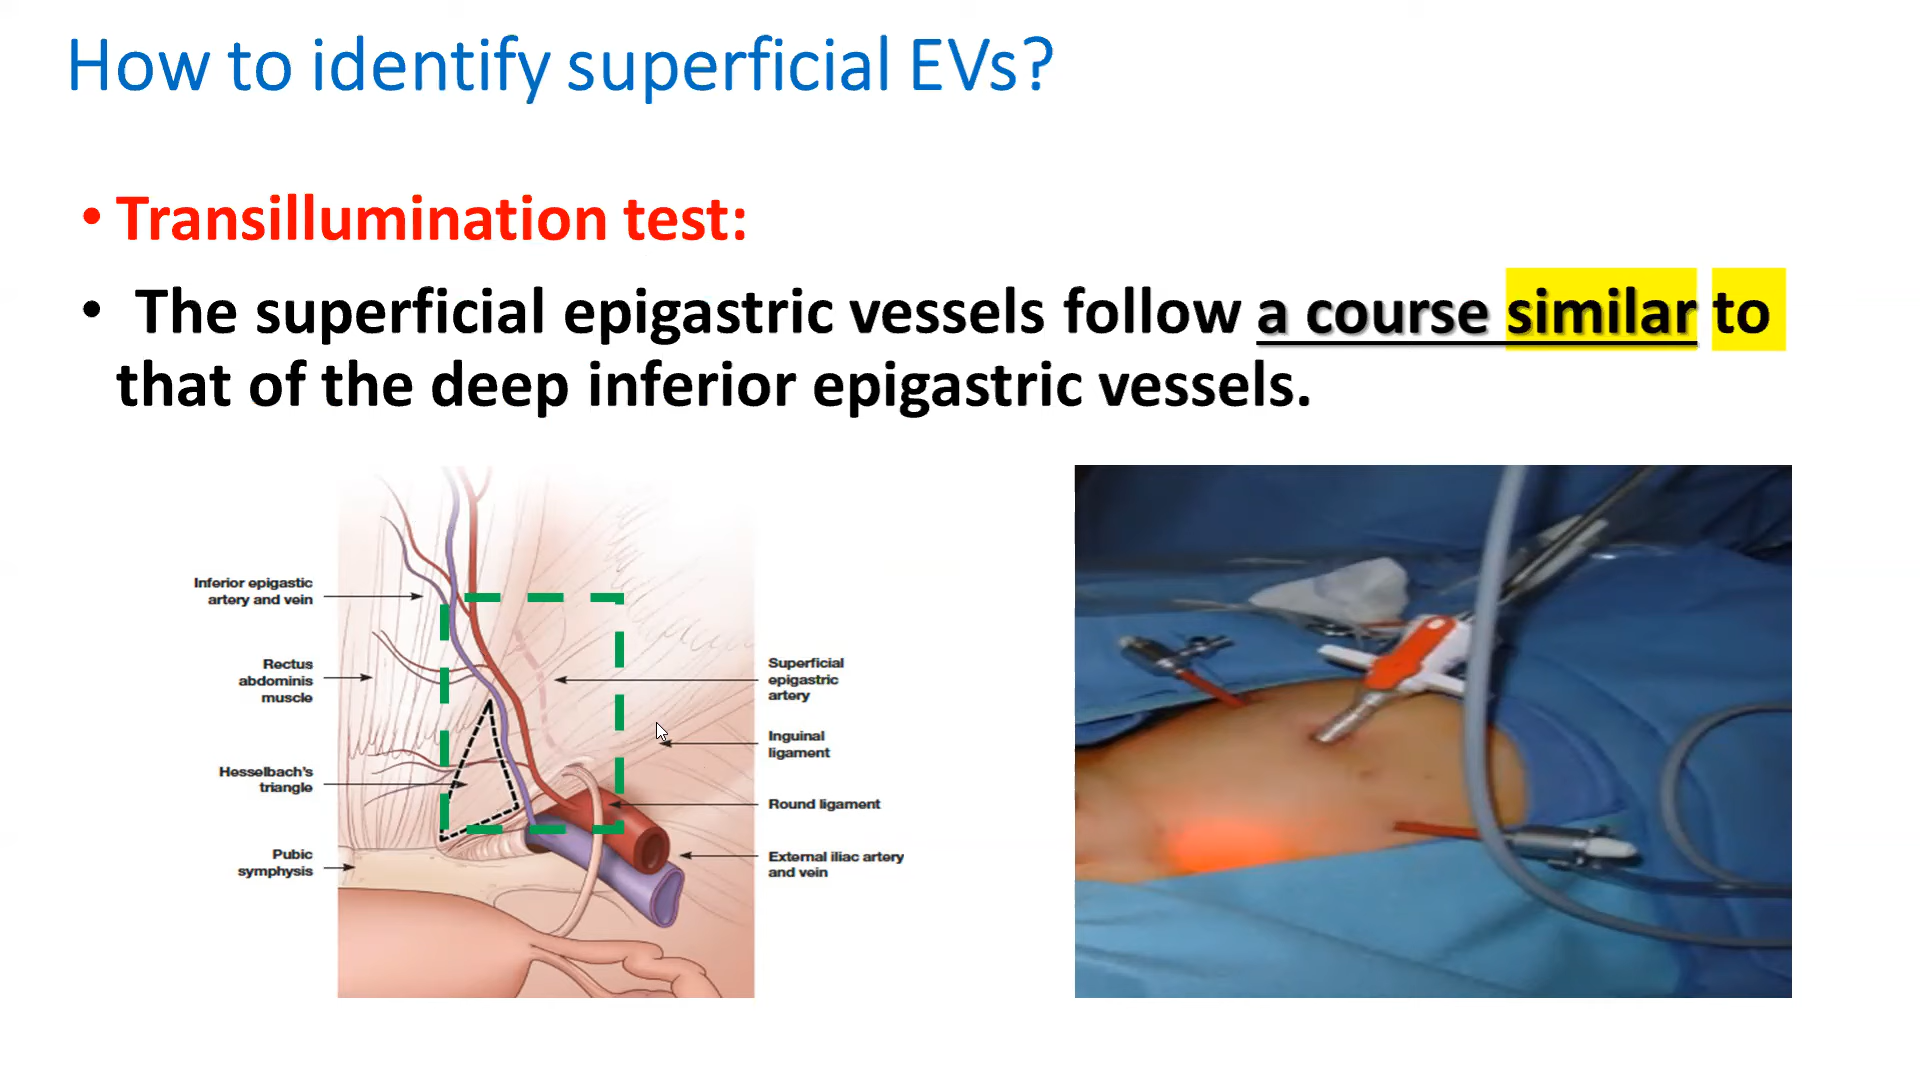 How to identify superficial EVs?
• Transillumination test:
• The superficial epigastric vessels follow a course similar to
that of the deep inferior epigastric vessels.
Inferior epigastic
artery and vein
Rectus
abdominis
muscle
Hesselbach's
triangle
Pubic
symphysis
Superficial
epigastric
artery
Inguinal
ligament
Round ligament
External iliac artery
and vein